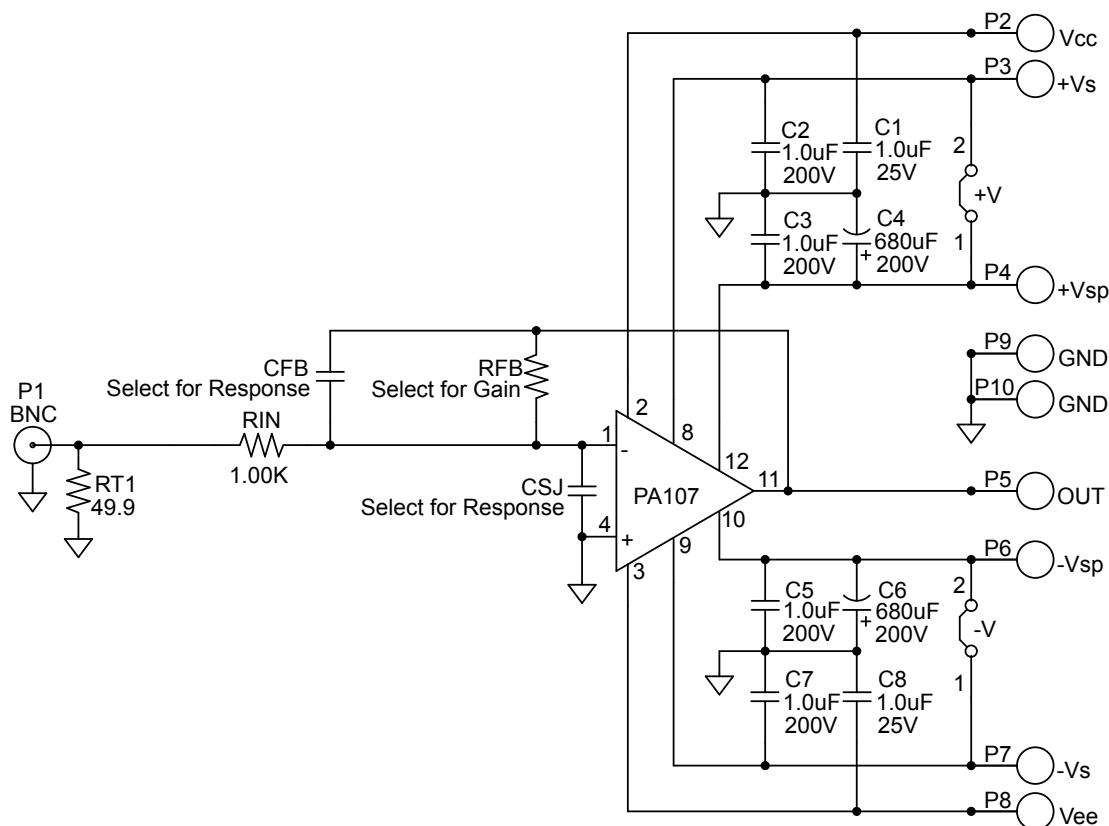 P2
Vcc
P3
+Vs
C2
1.0uF
200V
C1
1.0uF
25V
2
+V
1
C3
1.0uF
200V
C4
680uF
200V
+
P4
+Vsp
P9
GND
P10
GND
CFB
Select for Response
RFB
Select for Gain
P1
BNC
RIN
1.00K
RT1
49.9
CSJ
Select for Response
1
-
2
8
12
11
PA107
4
+
10
9
3
P5
OUT
P6
-Vsp
C5
1.0uF
200V
C6
680uF
200V
+
2
-V
1
C7
1.0uF
200V
C8
1.0uF
25V
P7
-Vs
P8
Vee